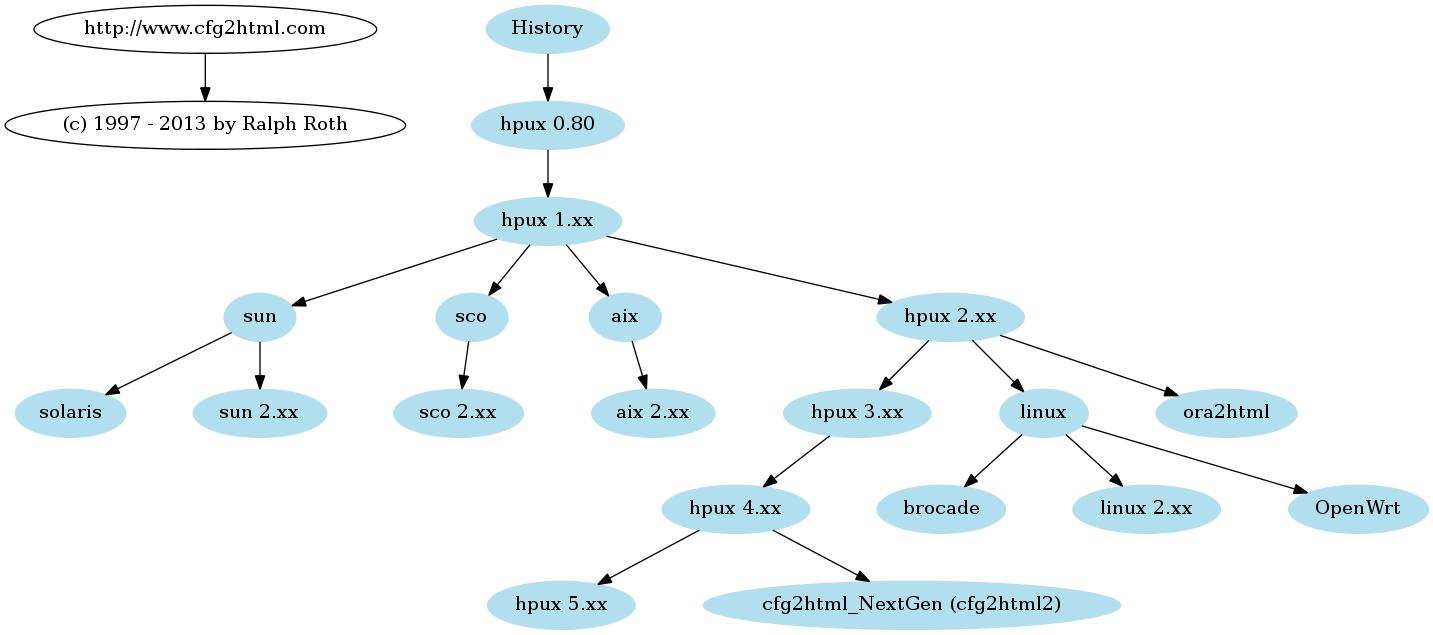 http://www.cfg2html.com
History
(c) 1997 - 2013 by Ralph Roth
hpux 0.80
hpux 1.xx
sun
sco
aix
hpux 2.xx
solaris
sun 2.xx
sco 2.xx
aix 2.xx
hpux 3.xx
linux
ora2html
hpux 4.xx
brocade
linux 2.xx
OpenWrt
hpux 5.xx
cfg2html_NextGen (cfg2html2)